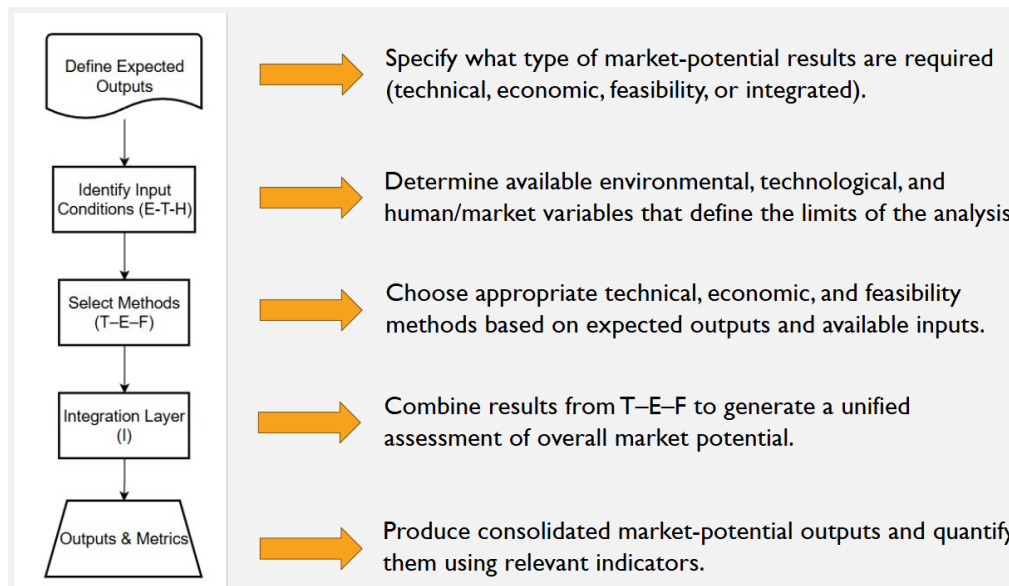 Define Expected
Outputs
Specify what type of market-potential results are required
(technical, economic, feasibility, or integrated).
Identify Input
Conditions (E-T-H)
Determine available environmental, technological, and
human/market variables that define the limits of the analysis
Select Methods
(T–E–F)
Choose appropriate technical, economic, and feasibility
methods based on expected outputs and available inputs.
Integration Layer
(I)
Combine results from T–E–F to generate a unified
assessment of overall market potential.
Outputs & Metrics
Produce consolidated market-potential outputs and quantify
them using relevant indicators.